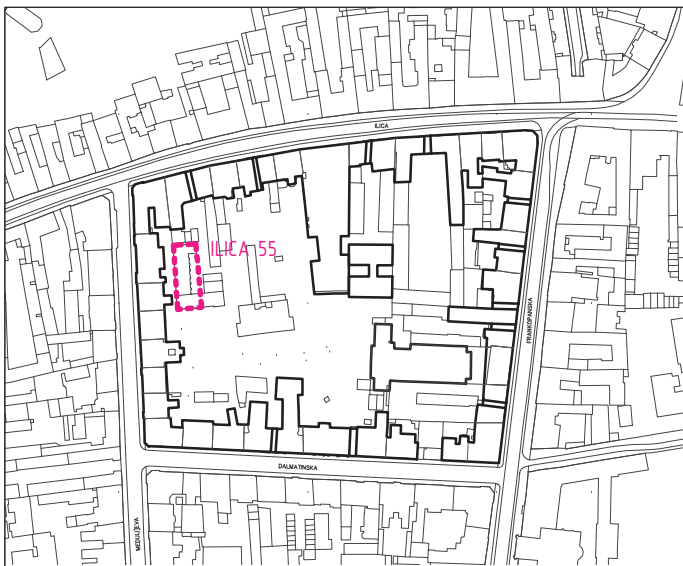 ILICA
ILICA 55
FRANKOPANSKA
DALMATINSKA
MEDULIĆEVA